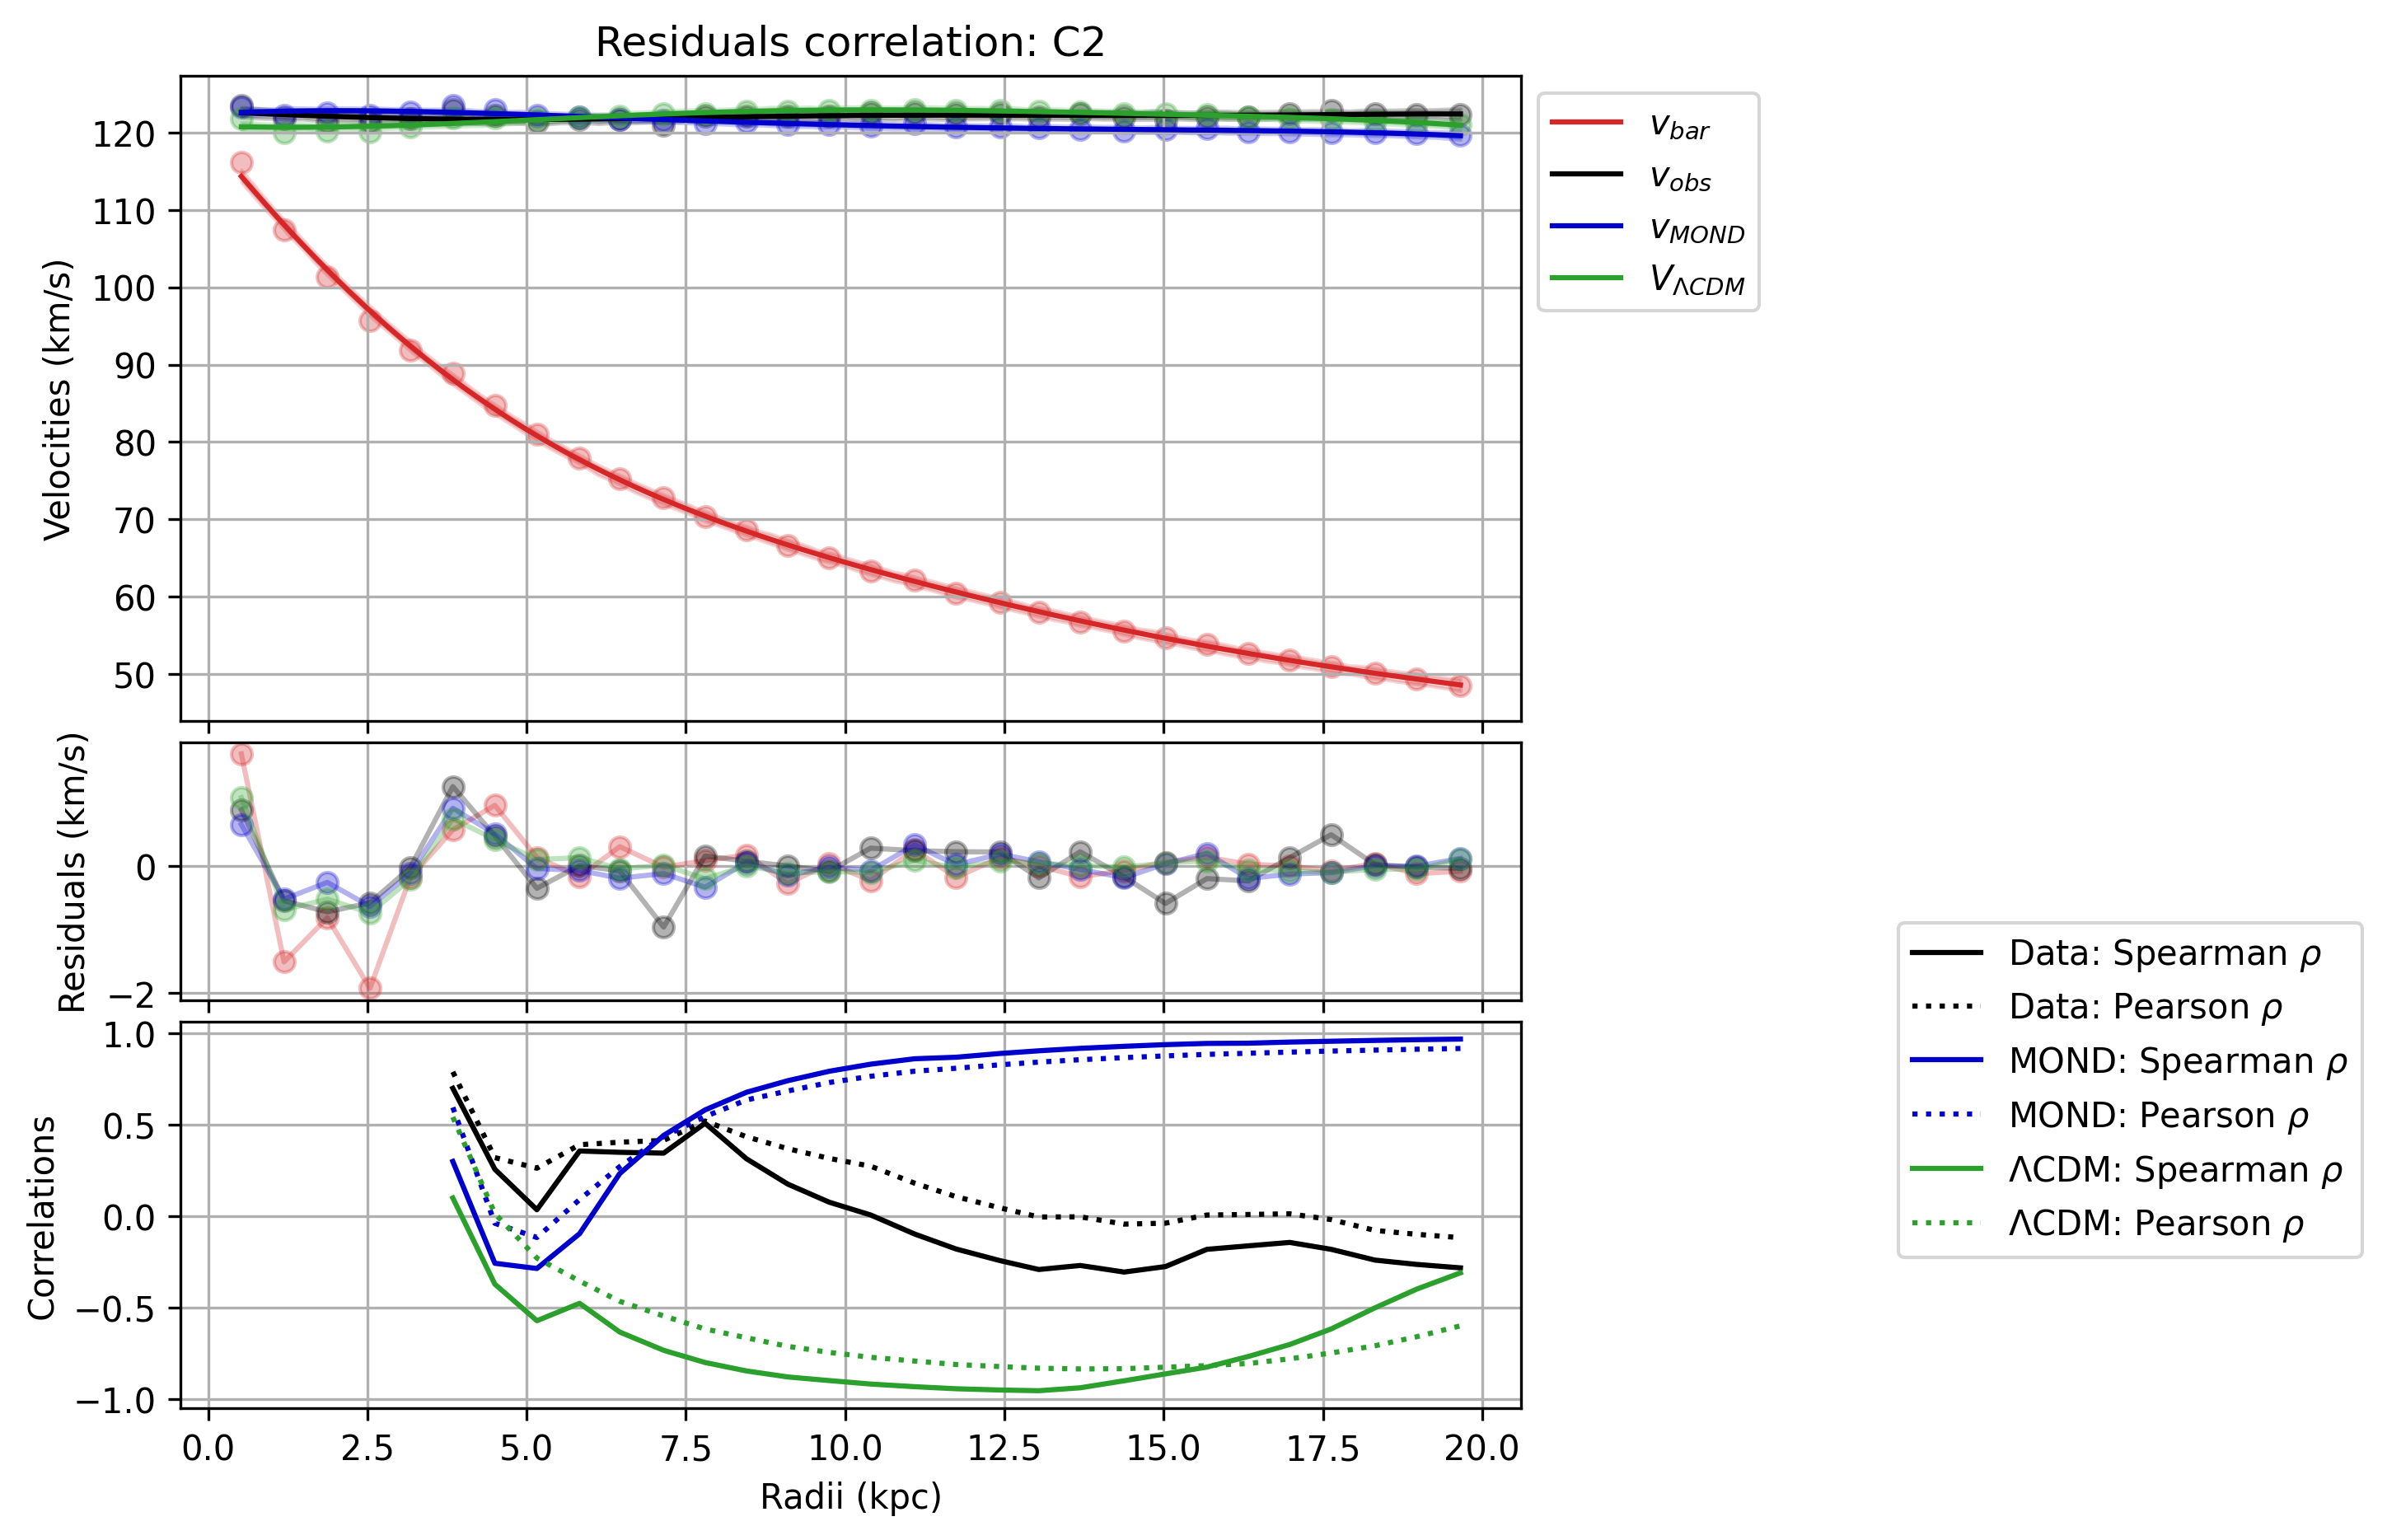 Residuals correlation: C2
Velocities (km/s)
120
110
100
90
80
70
60
50
v_bar
v_obs
v_MOND
V_ΛCDM
Residuals (km/s)
0
−2
Correlations
1.0
0.5
0.0
−0.5
−1.0
0.0 2.5 5.0 7.5 10.0 12.5 15.0 17.5 20.0
Radii (kpc)
Data: Spearman ρ
Data: Pearson ρ
MOND: Spearman ρ
MOND: Pearson ρ
ΛCDM: Spearman ρ
ΛCDM: Pearson ρ